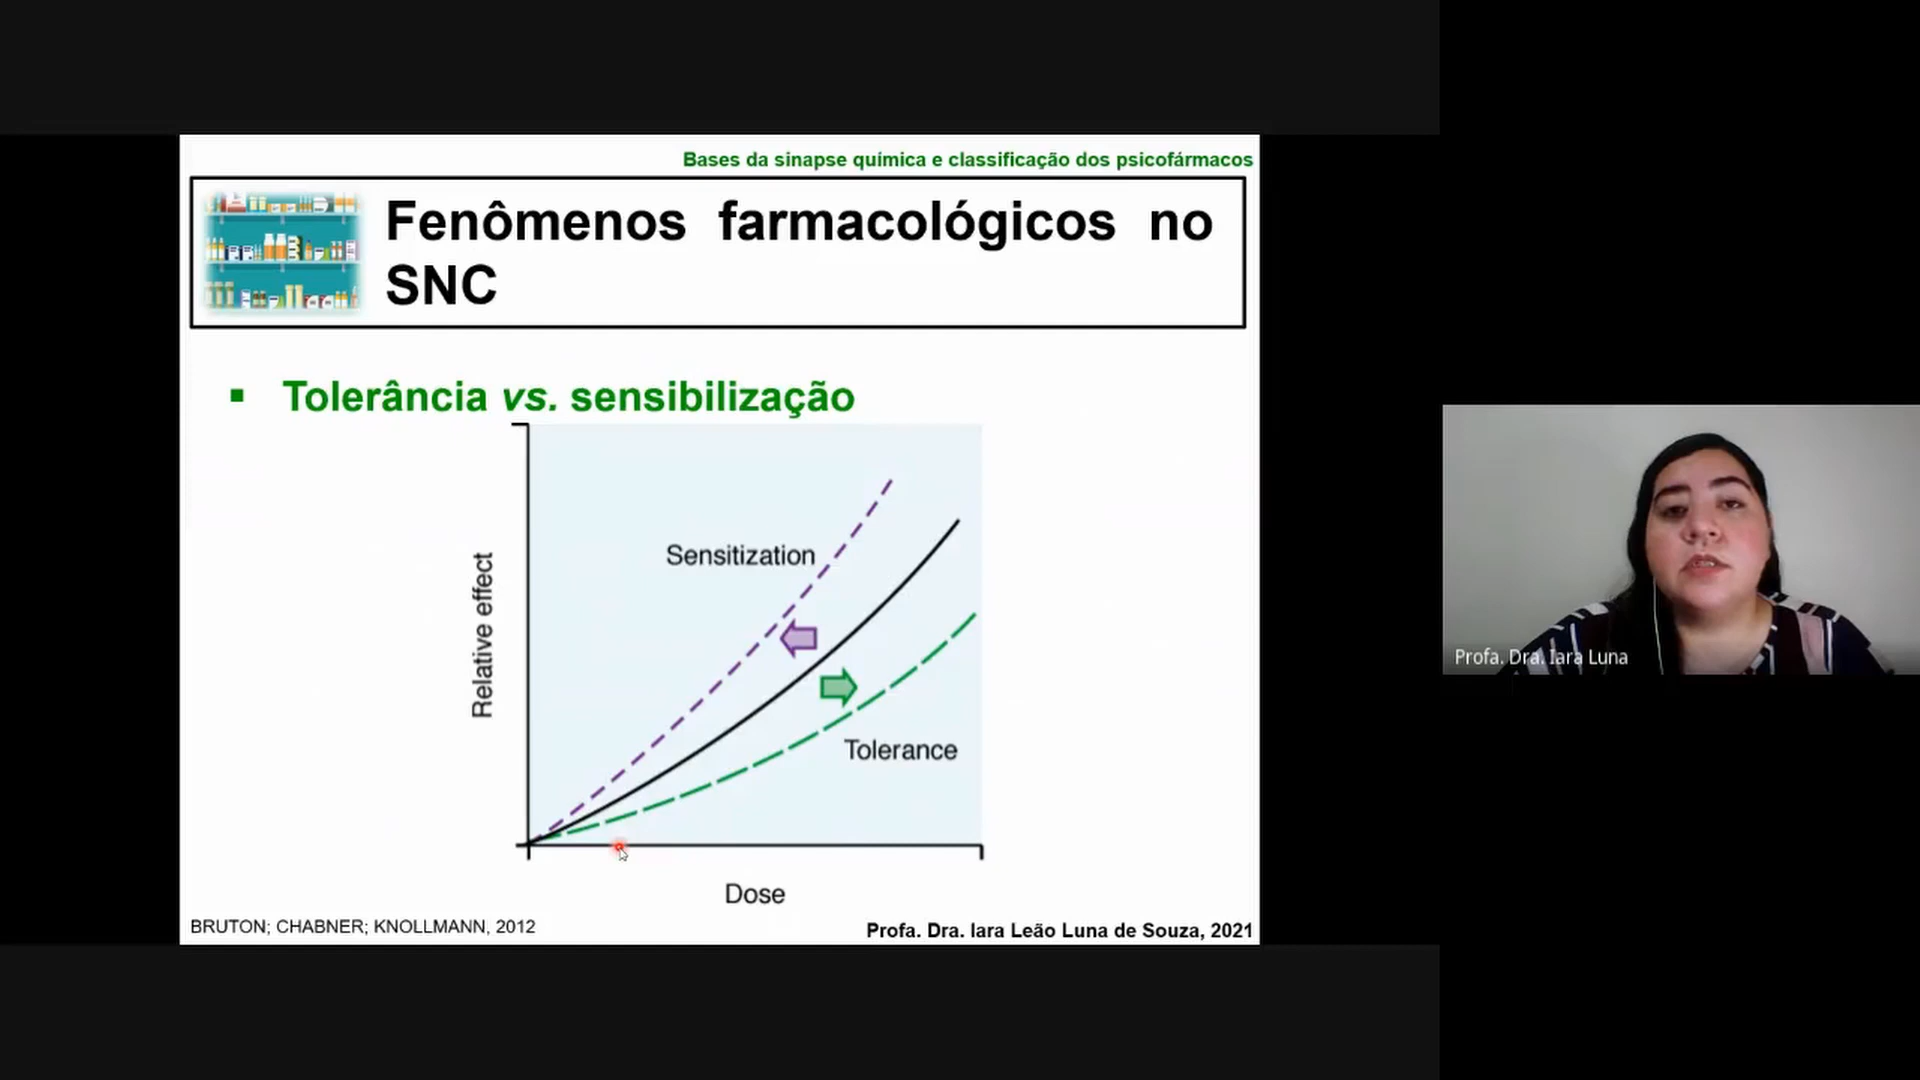 Bases da sinapse química e classificação dos psicofármacos
Fenômenos farmacológicos no
SNC
Tolerância vs. sensibilização
Sensitization
Relative effect
Tolerance
Dose
BRUTON; CHABNER; KNOLLMANN, 2012
Profa. Dra. Iara Leão Luna de Souza, 2021
Profa. Dra. Iara Luna